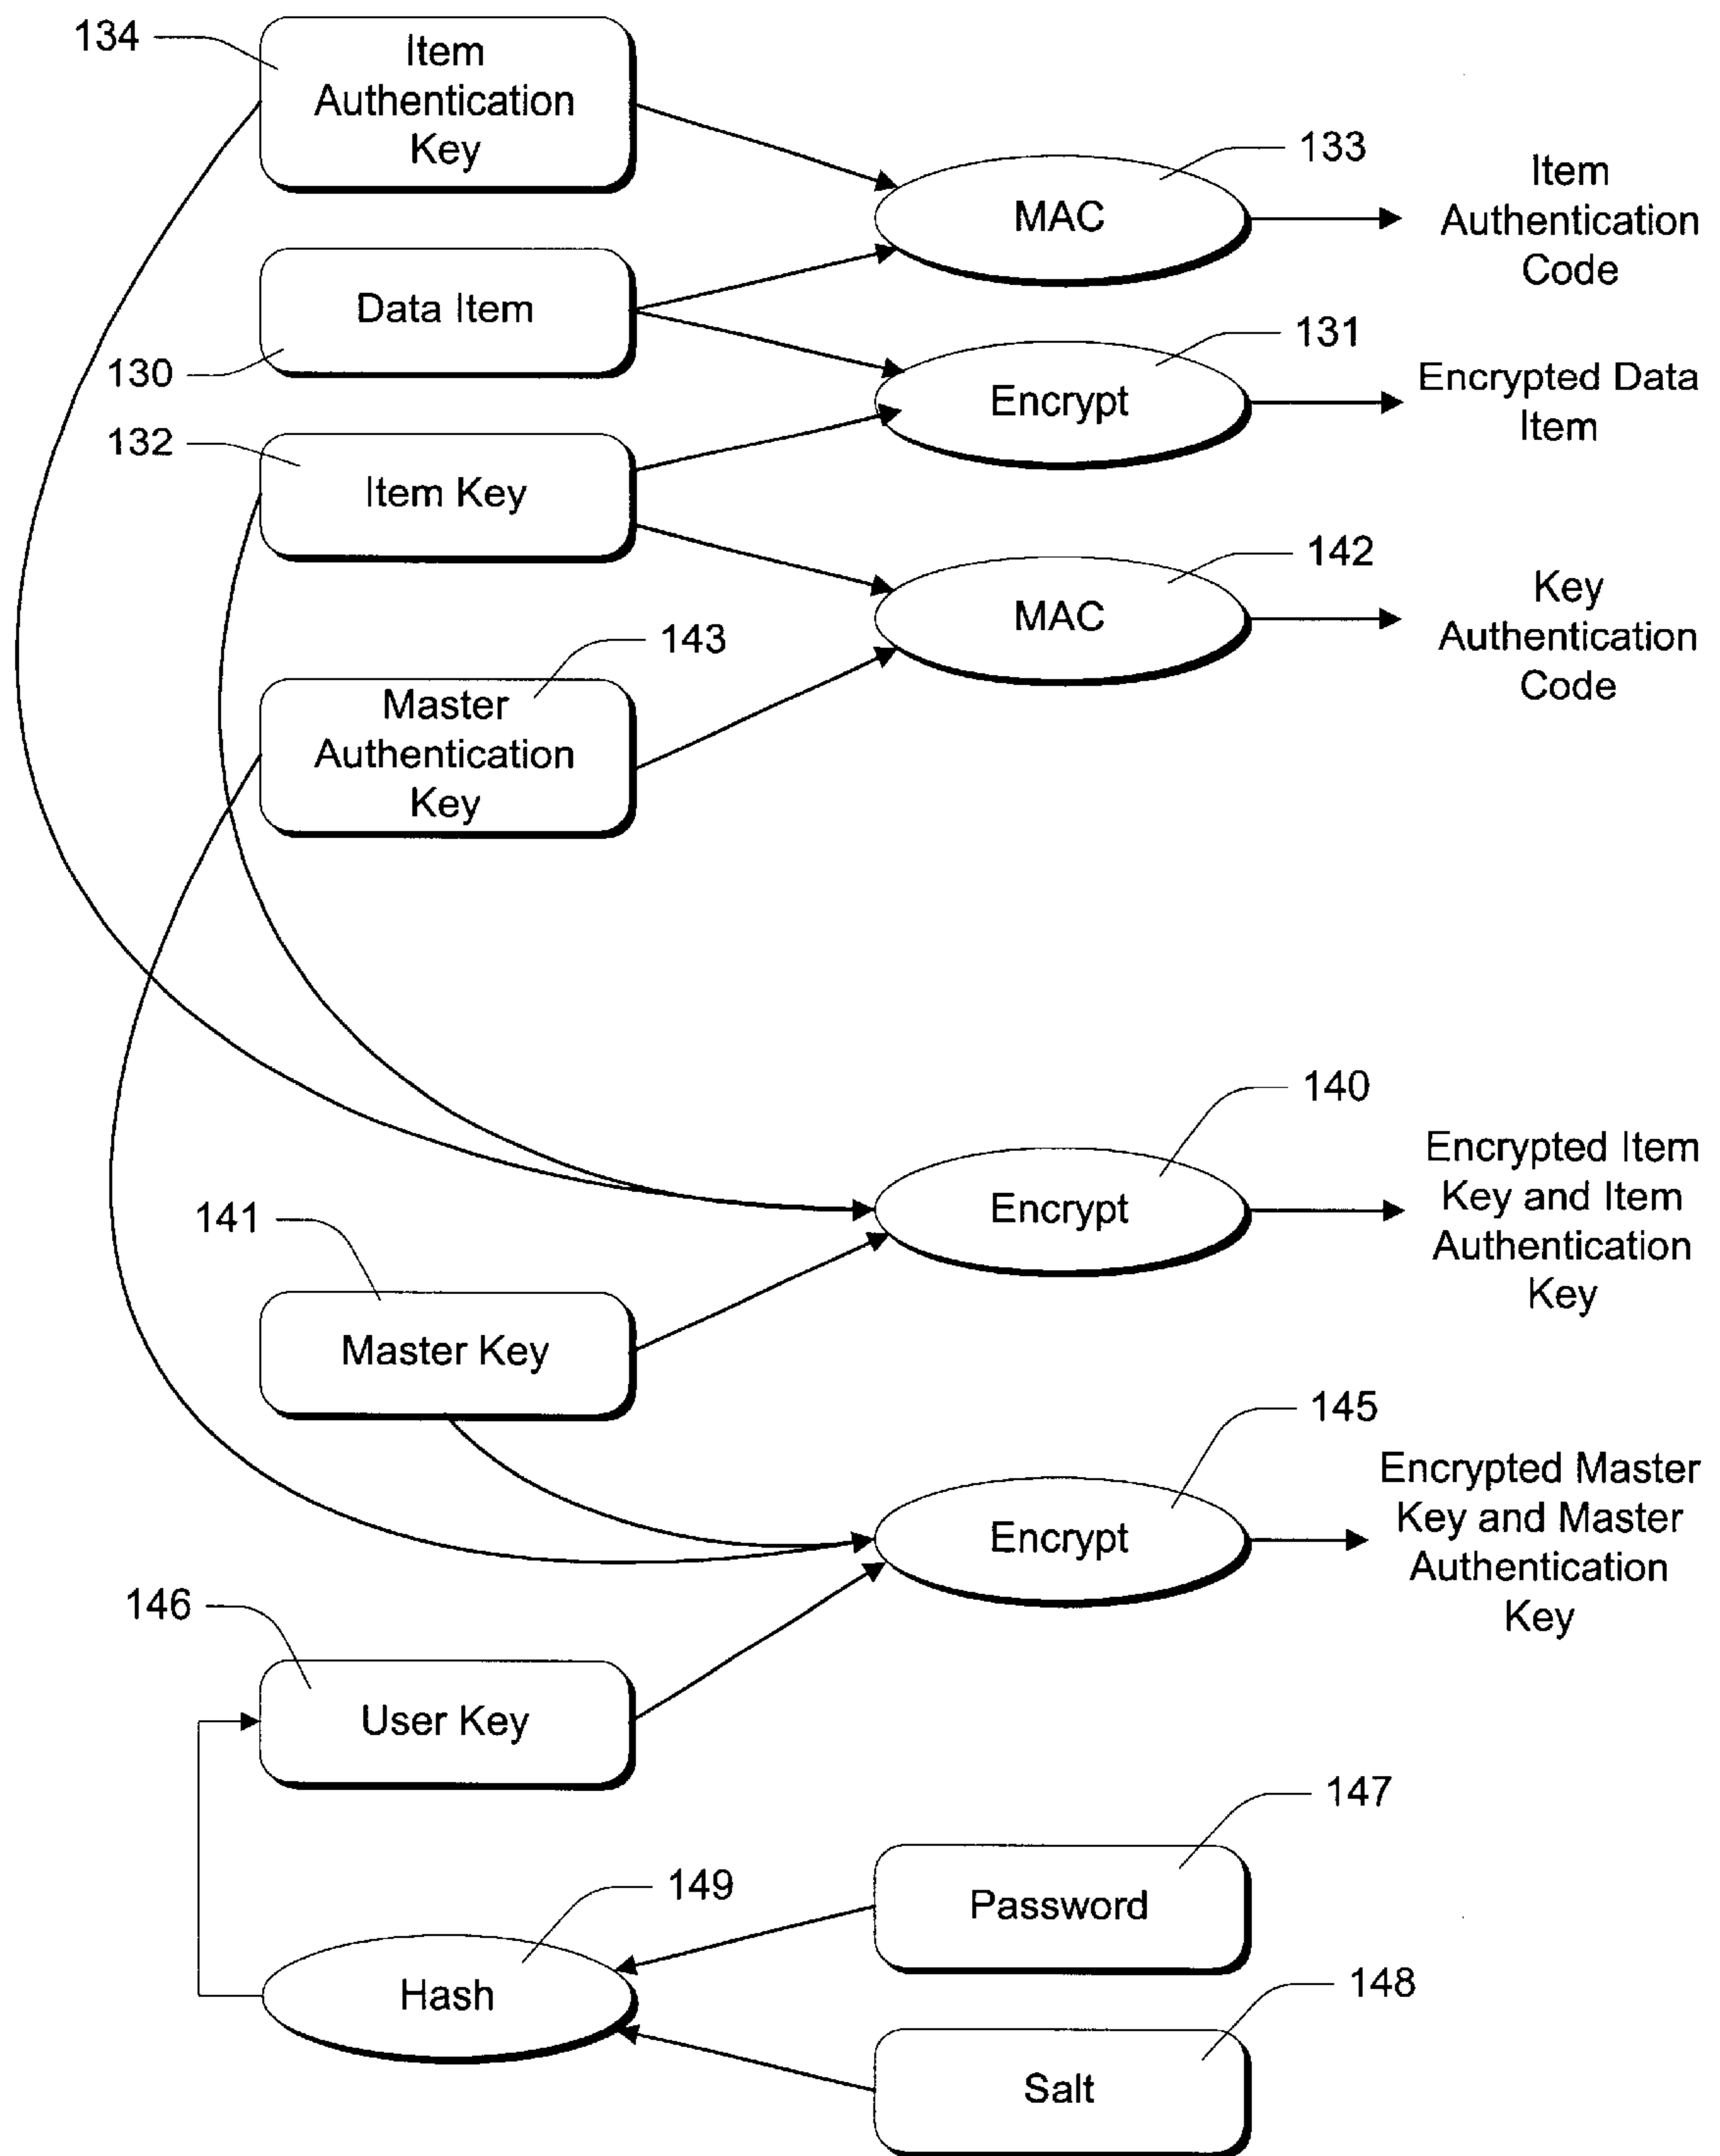 134
Item
Authentication
Key
133
MAC
Item
Authentication
Code
Data Item
130
131
Encrypt
Encrypted Data
Item
132
Item Key
142
MAC
Key
Authentication
Code
143
Master
Authentication
Key
140
Encrypt
Encrypted Item
Key and Item
Authentication
Key
141
Master Key
145
Encrypt
Encrypted Master
Key and Master
Authentication
Key
146
User Key
147
Password
149
Hash
148
Salt